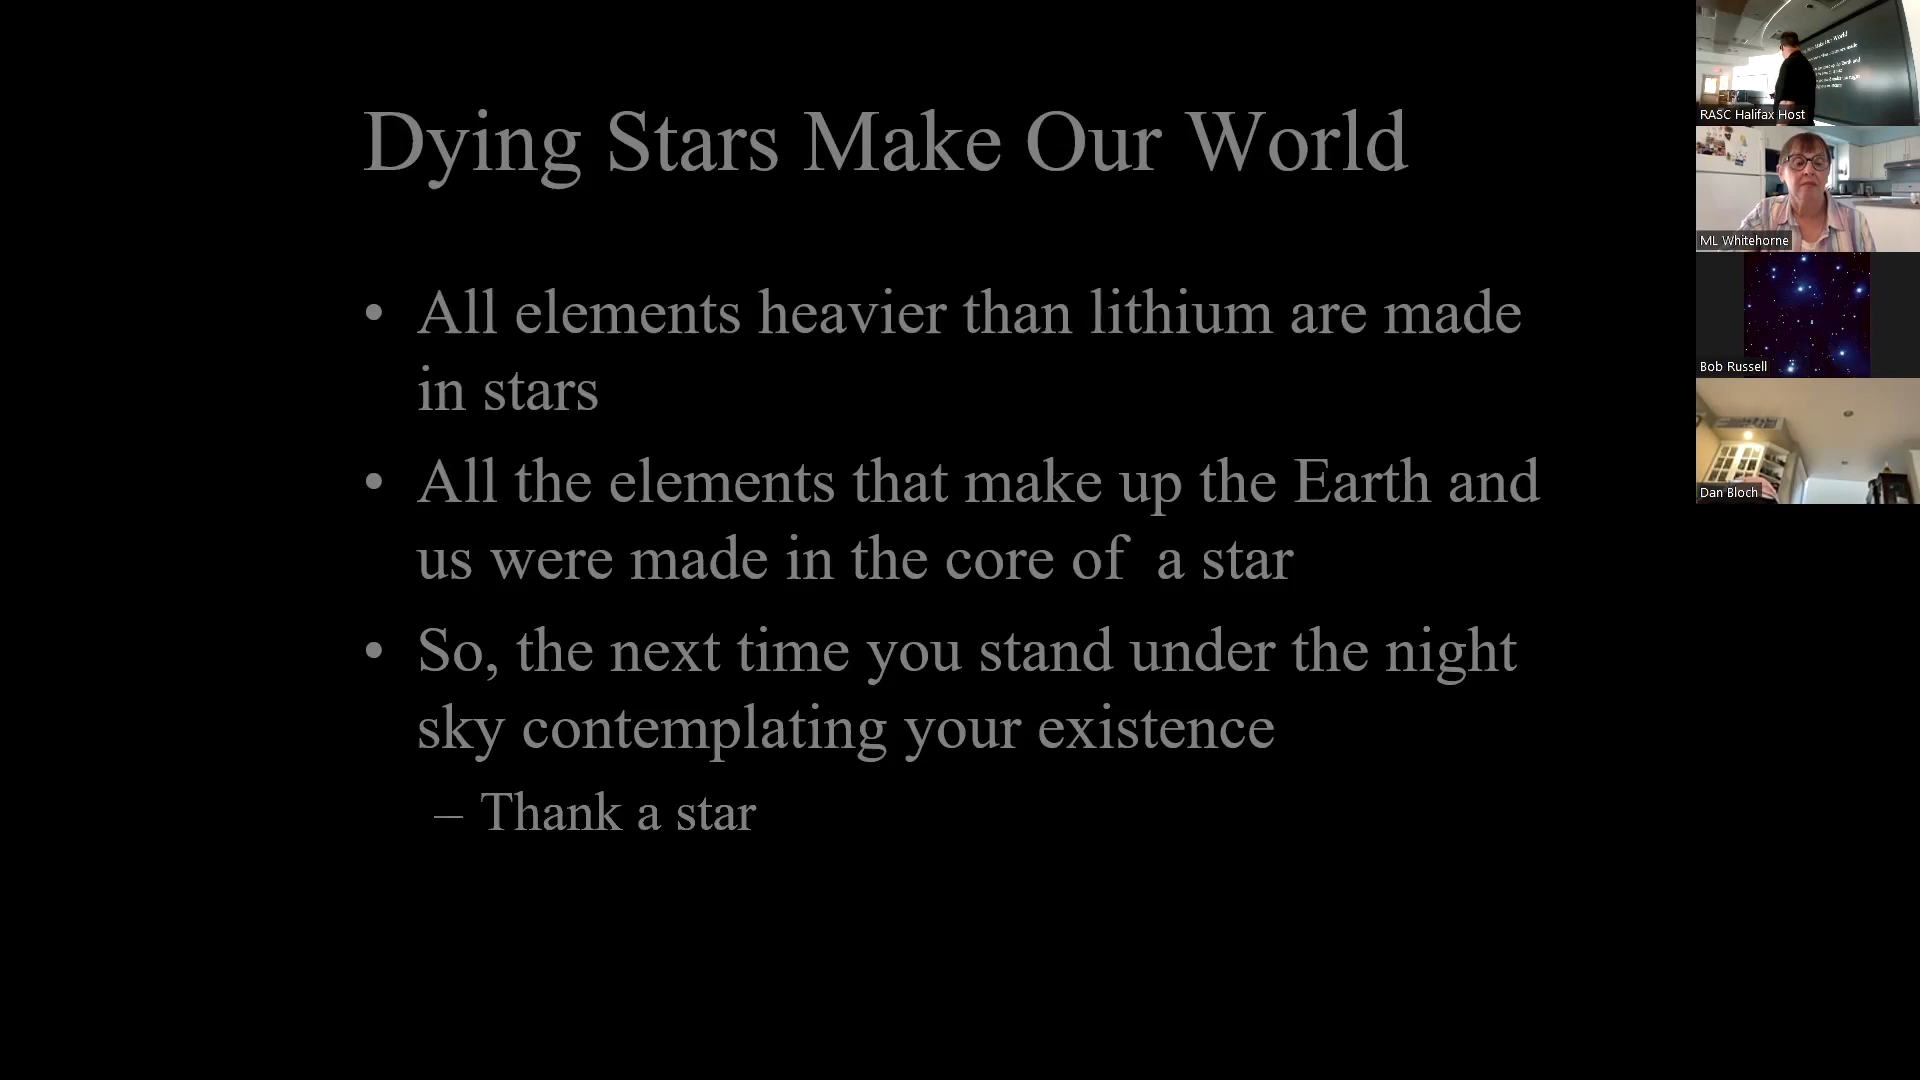 Dying Stars Make Our World
• All elements heavier than lithium are made
in stars
• All the elements that make up the Earth and
us were made in the core of  a star
• So, the next time you stand under the night
sky contemplating your existence
– Thank a star
RASC Halifax Host
ML Whitehorne
Bob Russell
Dan Bloch